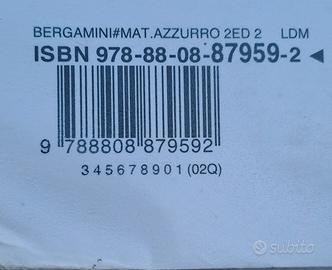 BERGAMINI#MAT.AZZURRO 2ED 2 LDM
ISBN 978-88-08-87959-2 ◄
9 788808 879592
345678901 (02Q)
subito